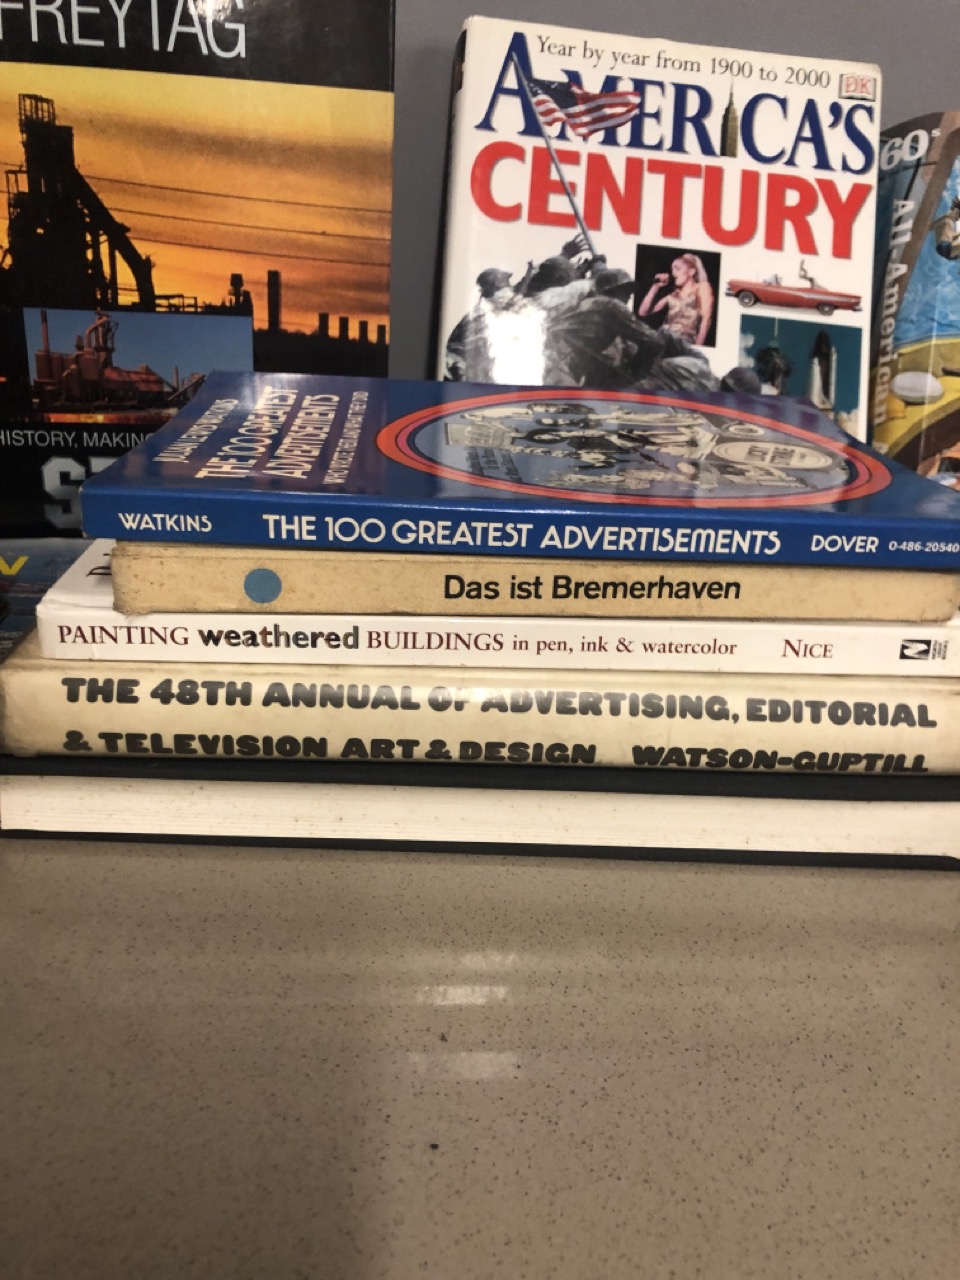 FREYTAG
HISTORY, MAKING
Year by year from 1900 to 2000
DK
AMERICA'S
CENTURY
60s
All-American
THE 100 GREATEST
ADVERTISEMENTS
WATKINS THE 100 GREATEST ADVERTISEMENTS DOVER 0-486-20540
Das ist Bremerhaven
PAINTING weathered BUILDINGS in pen, ink & watercolor NICE
THE 48TH ANNUAL OF ADVERTISING, EDITORIAL
& TELEVISION ART & DESIGN WATSON-GUPTILL